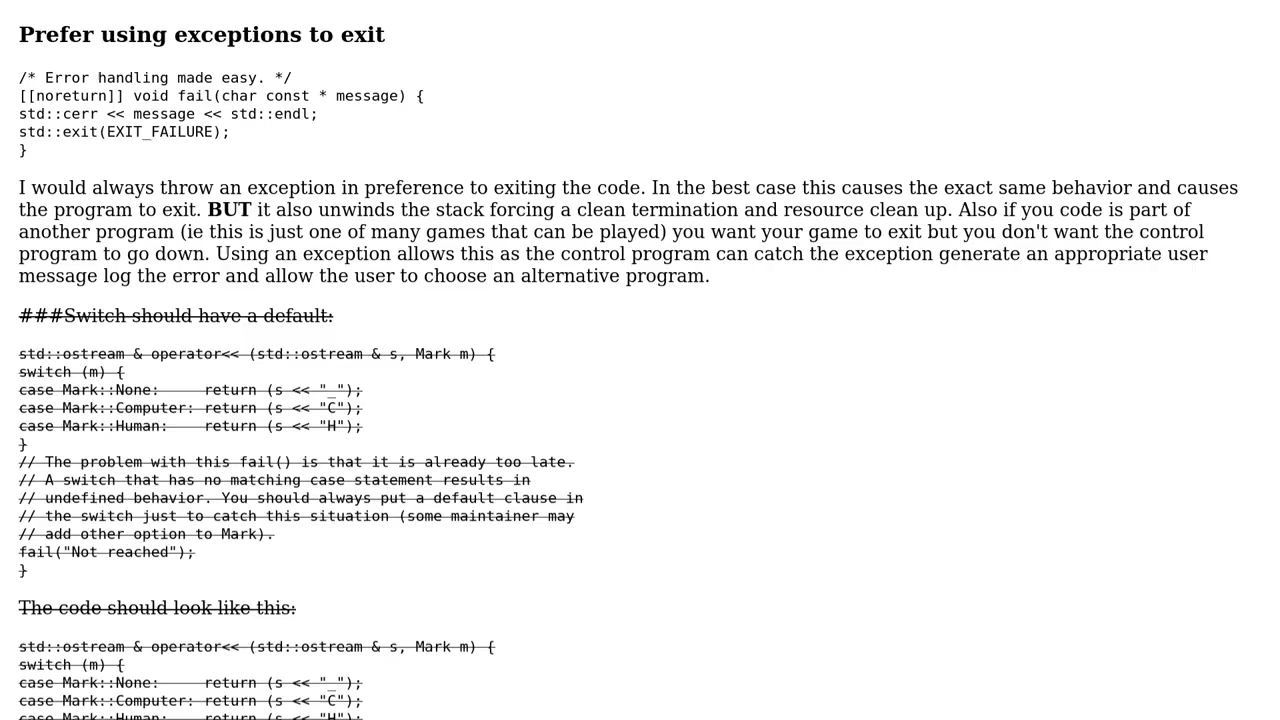 Prefer using exceptions to exit
/* Error handling made easy. */
[[noreturn]] void fail(char const * message) {
std::cerr << message << std::endl;
std::exit(EXIT_FAILURE);
}
I would always throw an exception in preference to exiting the code. In the best case this causes the exact same behavior and causes
the program to exit. BUT it also unwinds the stack forcing a clean termination and resource clean up. Also if you code is part of
another program (ie this is just one of many games that can be played) you want your game to exit but you don't want the control
program to go down. Using an exception allows this as the control program can catch the exception generate an appropriate user
message log the error and allow the user to choose an alternative program.
###Switch should have a default:
std::ostream & operator<< (std::ostream & s, Mark m) {
switch (m) {
case Mark::None:     return (s << "_");
case Mark::Computer: return (s << "C");
case Mark::Human:    return (s << "H");
}
// The problem with this fail() is that it is already too late.
// A switch that has no matching case statement results in
// undefined behavior. You should always put a default clause in
// the switch just to catch this situation (some maintainer may
// add other option to Mark).
fail("Not reached");
}
The code should look like this:
std::ostream & operator<< (std::ostream & s, Mark m) {
switch (m) {
case Mark::None:     return (s << "_");
case Mark::Computer: return (s << "C");
case Mark::Human:    return (s << "H");